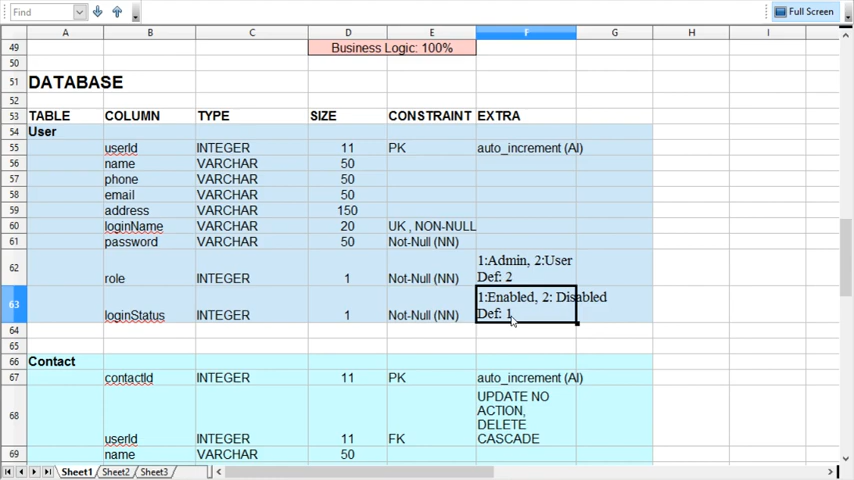 Find
Full Screen
A B C D E F G H I
49 Business Logic: 100%
50
51 DATABASE
52
53 TABLE COLUMN TYPE SIZE CONSTRAINT EXTRA
54 User
55 userId INTEGER 11 PK auto_increment (AI)
56 name VARCHAR 50
57 phone VARCHAR 50
58 email VARCHAR 50
59 address VARCHAR 150
60 loginName VARCHAR 20 UK , NON-NULL
61 password VARCHAR 50 Not-Null (NN)
1:Admin, 2:User
62 role INTEGER 1 Not-Null (NN) Def: 2
1:Enabled, 2: Disabled
63 loginStatus INTEGER 1 Not-Null (NN) Def: 1
64
65
66 Contact
67 contactId INTEGER 11 PK auto_increment (AI)
UPDATE NO
ACTION,
68 DELETE
userId INTEGER 11 FK CASCADE
69 name VARCHAR 50
Sheet1 Sheet2 Sheet3